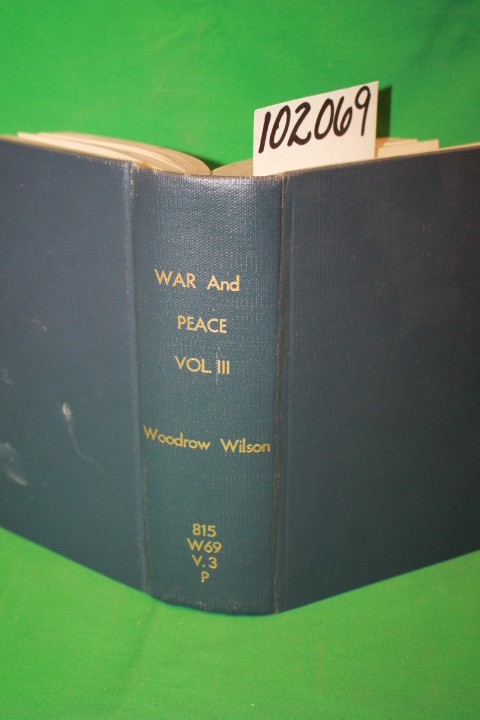 102069
WAR And
PEACE
VOL III
Woodrow Wilson
815
W69
V.3
P